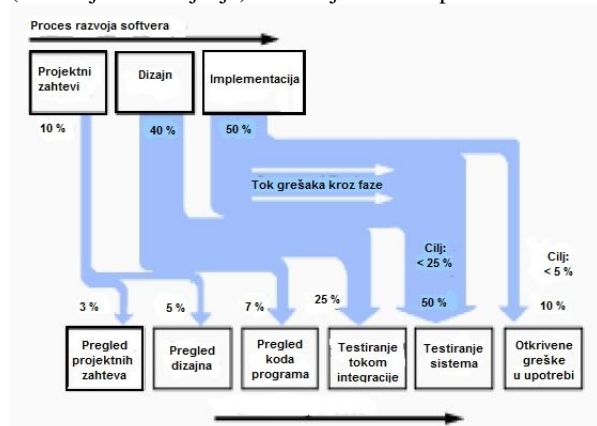 Proces razvoja softvera
Projektni
zahtevi
Dizajn
Implementacija
10 %
40 %
50 %
Tok grešaka kroz faze
Cilj:
< 25 %
Cilj:
< 5 %
3 %
5 %
7 %
25 %
50 %
10 %
Pregled
projektnih
zahteva
Pregled
dizajna
Pregled
koda
programa
Testiranje
tokom
integracije
Testiranje
sistema
Otkrivene
greške
u upotrebi